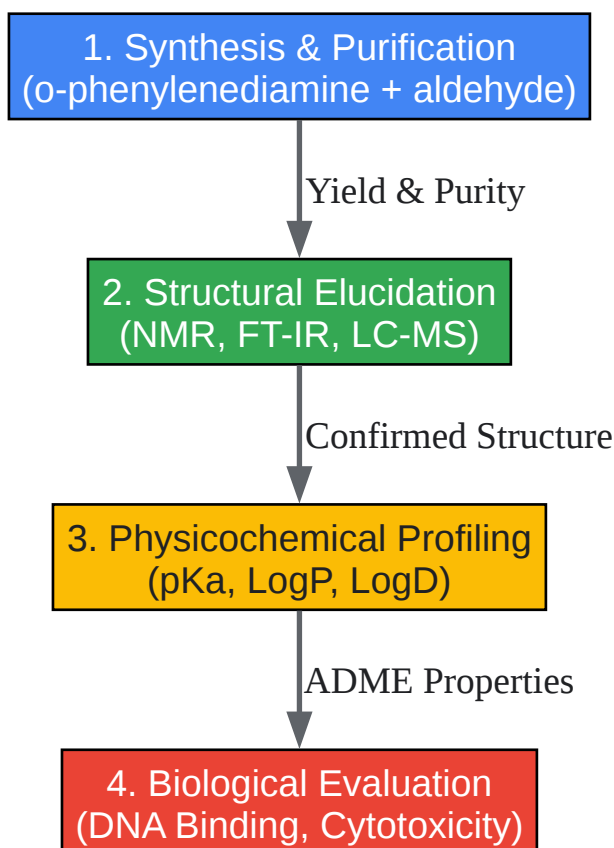 1. Synthesis & Purification
(o-phenylenediamine + aldehyde)
Yield & Purity
2. Structural Elucidation
(NMR, FT-IR, LC-MS)
Confirmed Structure
3. Physicochemical Profiling
(pKa, LogP, LogD)
ADME Properties
4. Biological Evaluation
(DNA Binding, Cytotoxicity)